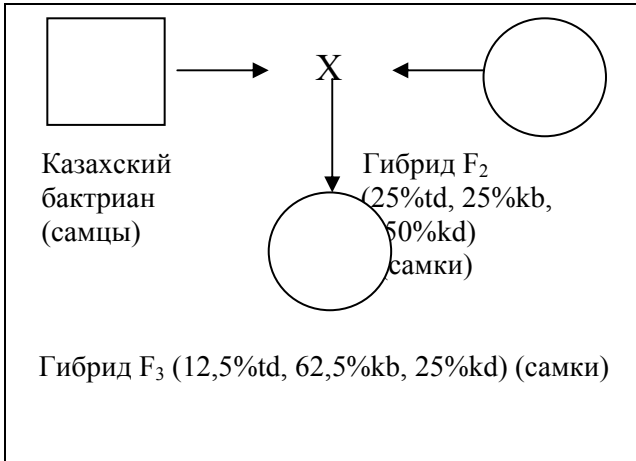 X
Казахский
бактриан
(самцы)
Гибрид F₂
(25%td, 25%kb,
50%kd)
самки)
Гибрид F₃ (12,5%td, 62,5%kb, 25%kd) (самки)